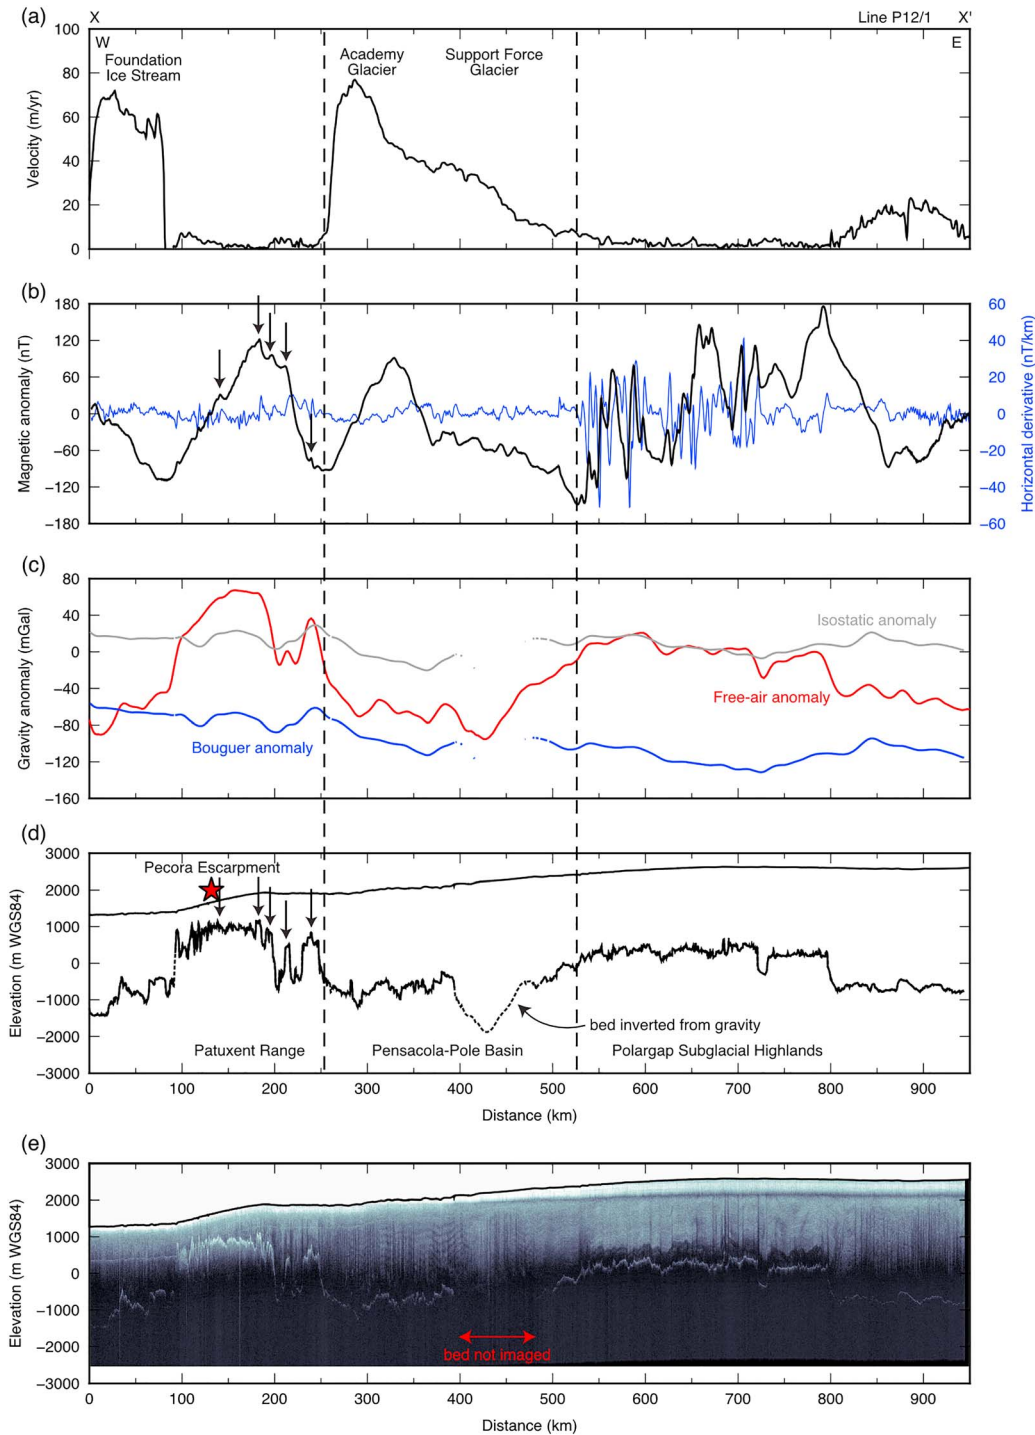 (a)
X
Line P12/1 X'
100
W
E
Foundation
Ice Stream
Academy
Glacier
Support Force
Glacier
80
60
40
20
0
Velocity (m/yr)
(b)
180
120
60
0
−60
−120
−180
Magnetic anomaly (nT)
60
40
20
0
−20
−40
−60
Horizontal derivative (nT/km)
(c)
80
40
0
−40
−80
−120
−160
Gravity anomaly (mGal)
Isostatic anomaly
Free-air anomaly
Bouguer anomaly
(d)
3000
2000
1000
0
−1000
−2000
−3000
Elevation (m WGS84)
Pecora Escarpment
bed inverted from gravity
Patuxent Range
Pensacola-Pole Basin
Polargap Subglacial Highlands
0 100 200 300 400 500 600 700 800 900
Distance (km)
(e)
3000
2000
1000
0
−1000
−2000
−3000
Elevation (m WGS84)
bed not imaged
0 100 200 300 400 500 600 700 800 900
Distance (km)